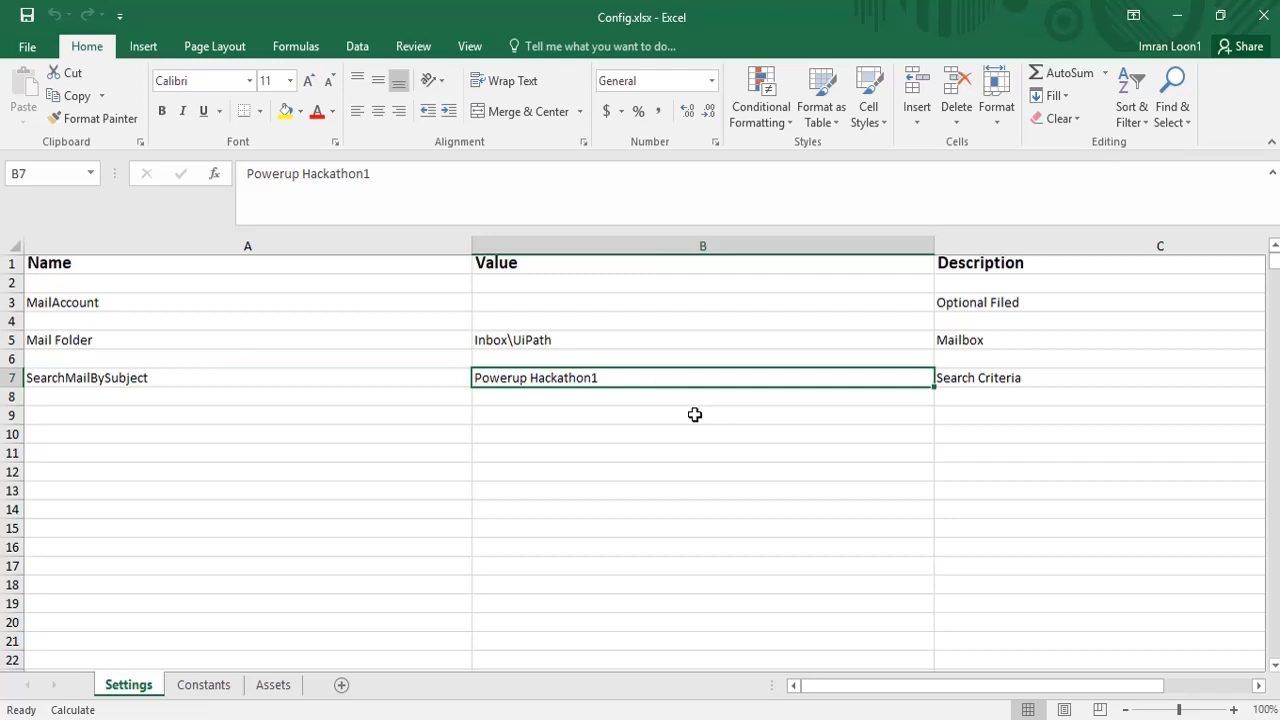 Config.xlsx - Excel
File Home Insert Page Layout Formulas Data Review View Tell me what you want to do... Imran Loon1 Share
Paste Cut Copy Format Painter Clipboard
Calibri 11 B I U Font
Wrap Text Merge & Center Alignment
General $ % , Number
Conditional Formatting Format as Table Cell Styles Styles
Insert Delete Format Cells
AutoSum Fill Clear Sort & Filter Find & Select Editing
B7 fx Powerup Hackathon1
A B C
1 Name Value Description
2
3 MailAccount Optional Filed
4
5 Mail Folder Inbox\UiPath Mailbox
6
7 SearchMailBySubject Powerup Hackathon1 Search Criteria
8
9
10
11
12
13
14
15
16
17
18
19
20
21
22
Settings Constants Assets
Ready Calculate 100%